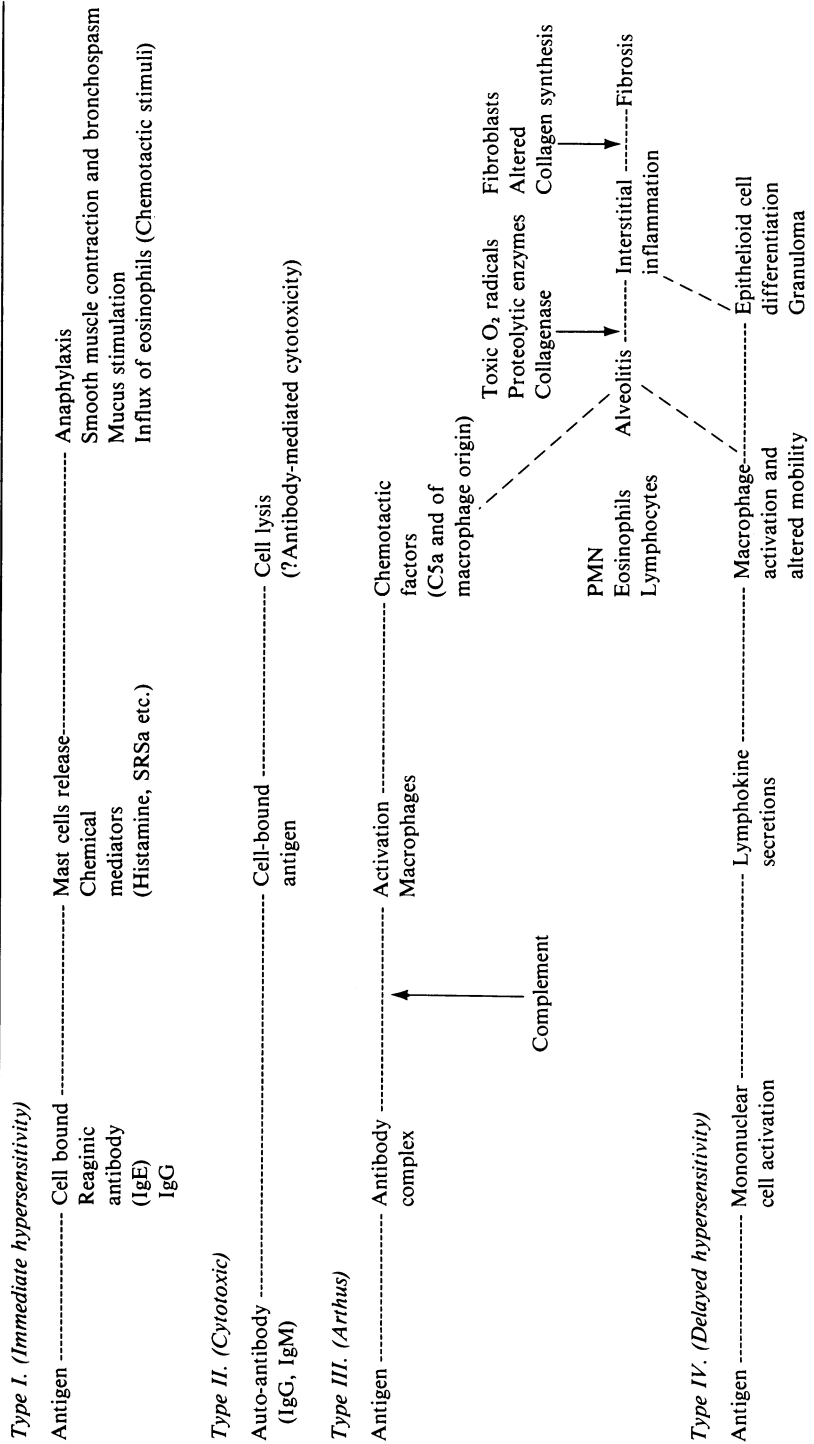 Type I. (Immediate hypersensitivity)
Antigen
Cell bound
Reaginic
antibody
(IgE)
IgG
Mast cells release
Chemical
mediators
(Histamine, SRSa etc.)
Anaphylaxis
Smooth muscle contraction and bronchospasm
Mucus stimulation
Influx of eosinophils (Chemotactic stimuli)
Type II. (Cytotoxic)
Auto-antibody
(IgG, IgM)
Cell-bound
antigen
Cell lysis
(?Antibody-mediated cytotoxicity)
Type III. (Arthus)
Antigen
Antibody
complex
Complement
Activation
Macrophages
Chemotactic
factors
(C5a and of
macrophage origin)
PMN
Eosinophils
Lymphocytes
Alveolitis
Toxic O₂ radicals
Proteolytic enzymes
Collagenase
Interstitial
inflammation
Fibroblasts
Altered
Collagen synthesis
Fibrosis
Type IV. (Delayed hypersensitivity)
Antigen
Mononuclear
cell activation
Lymphokine
secretions
Macrophage
activation and
altered mobility
Epithelioid cell
differentiation
Granuloma